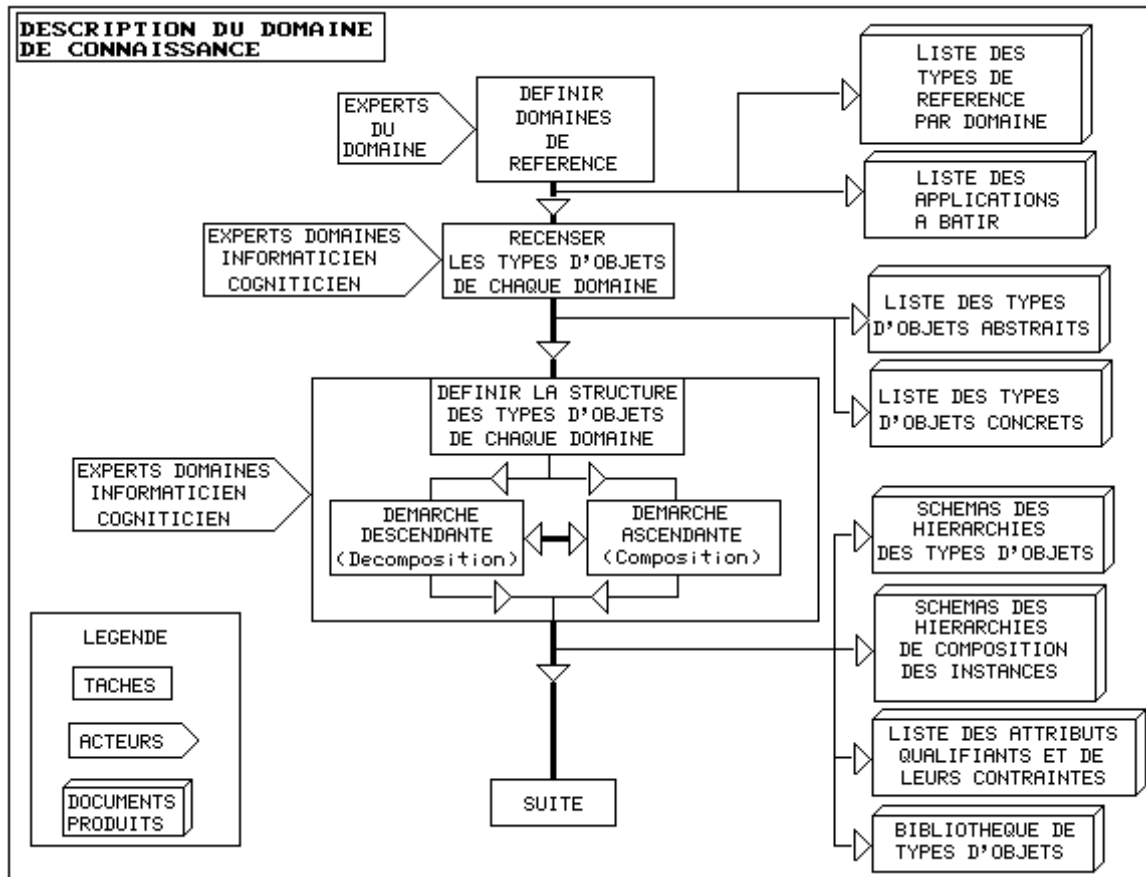 DESCRIPTION DU DOMAINE
DE CONNAISSANCE
EXPERTS
DU
DOMAINE
DEFINIR
DOMAINES
DE
REFERENCE
LISTE DES
TYPES DE
REFERENCE
PAR DOMAINE
LISTE DES
APPLICATIONS
A BATIR
EXPERTS DOMAINES
INFORMATICIEN
COGNITICIEN
RECENSER
LES TYPES D'OBJETS
DE CHAQUE DOMAINE
LISTE DES TYPES
D'OBJETS ABSTRAITS
LISTE DES TYPES
D'OBJETS CONCRETS
DEFINIR LA STRUCTURE
DES TYPES D'OBJETS
DE CHAQUE DOMAINE
EXPERTS DOMAINES
INFORMATICIEN
COGNITICIEN
DEMARCHE
DESCENDANTE
(Decomposition)
DEMARCHE
ASCENDANTE
(Composition)
SCHEMAS DES
HIERARCHIES
DES TYPES D'OBJETS
SCHEMAS DES
HIERARCHIES
DE COMPOSITION
DES INSTANCES
LISTE DES ATTRIBUTS
QUALIFIANTS ET DE
LEURS CONTRAINTES
BIBLIOTHEQUE DE
TYPES D'OBJETS
SUITE
LEGENDE
TACHES
ACTEURS
DOCUMENTS
PRODUITS